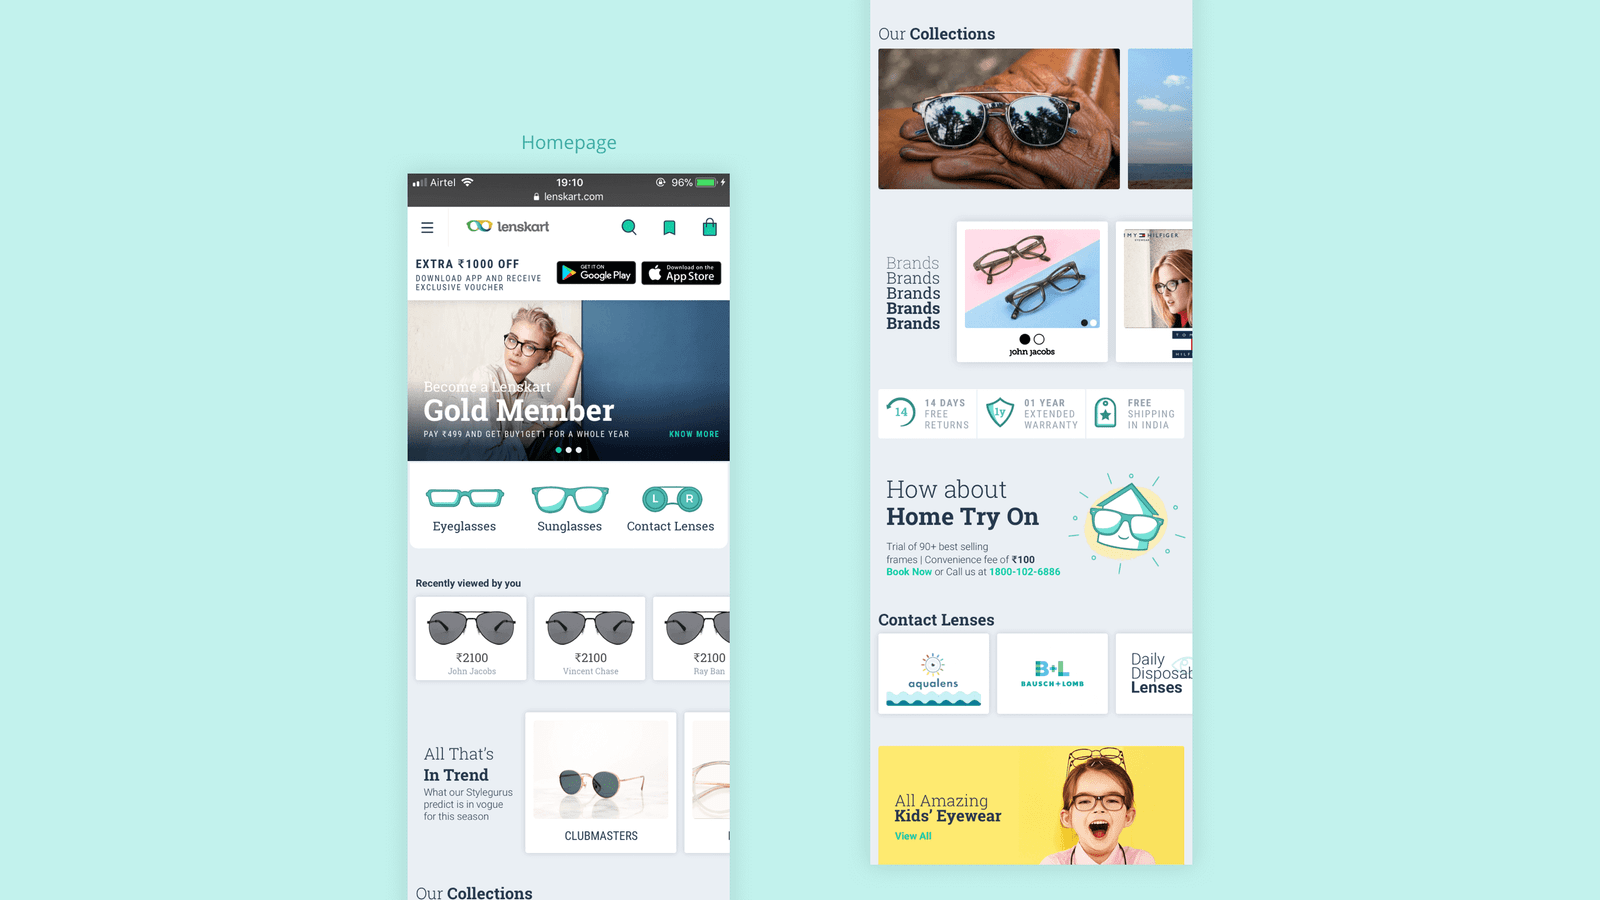 Homepage
Airtel
19:10
96%
lenskart.com
lenskart
EXTRA ₹1000 OFF
DOWNLOAD APP AND RECEIVE
EXCLUSIVE VOUCHER
GET IT ON
Google Play
Download on the
App Store
Become a Lenskart
Gold Member
PAY ₹499 AND GET BUY1GET1 FOR A WHOLE YEAR
KNOW MORE
L R
Eyeglasses
Sunglasses
Contact Lenses
Recently viewed by you
₹2100
John Jacobs
₹2100
Vincent Chase
₹2100
Ray Ban
All That's
In Trend
What our Stylegurus
predict is in vogue
for this season
CLUBMASTERS
Our Collections
Our Collections
Brands
Brands
Brands
Brands
Brands
John Jacobs
MY HILFIGER
HILF
14
14 DAYS
FREE
RETURNS
1y
01 YEAR
EXTENDED
WARRANTY
FREE
SHIPPING
IN INDIA
How about
Home Try On
Trial of 90+ best selling
frames | Convenience fee of ₹100
Book Now or Call us at 1800-102-6886
Contact Lenses
aqualens
B+L
BAUSCH + LOMB
Daily
Disposab
Lenses
All Amazing
Kids' Eyewear
View All